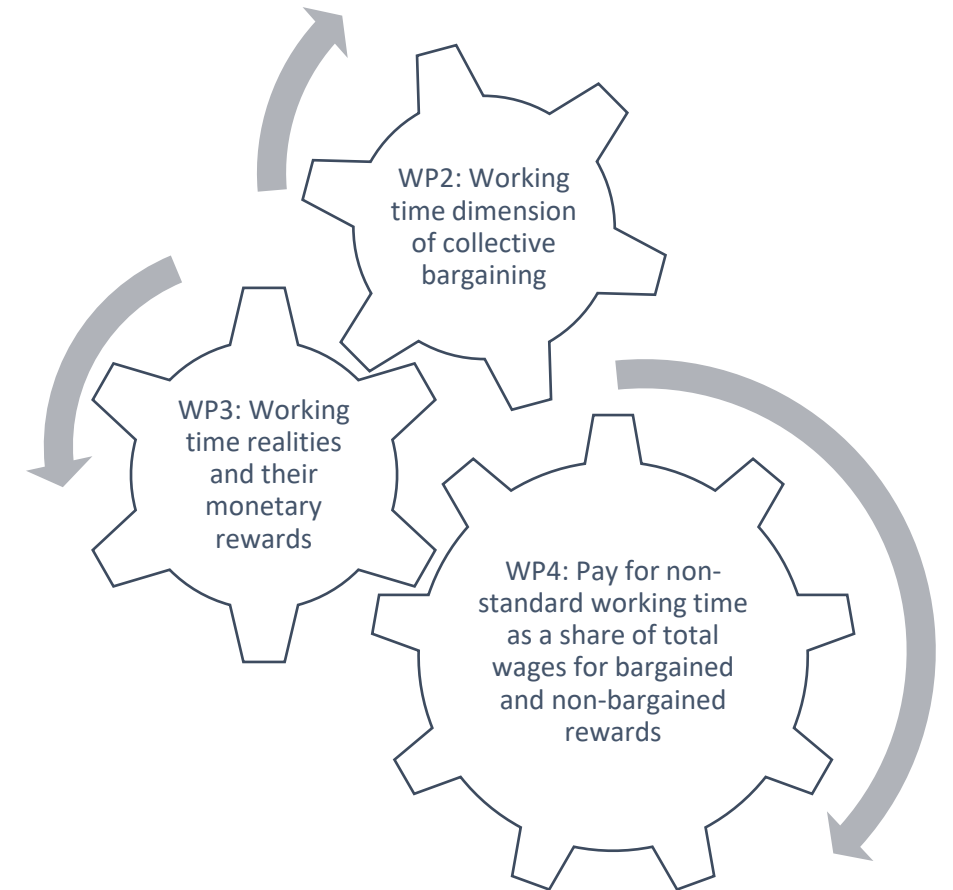 WP2: Working
time dimension
of collective
bargaining
WP3: Working
time realities
and their
monetary
rewards
WP4: Pay for non-
standard working time
as a share of total
wages for bargained
and non-bargained
rewards